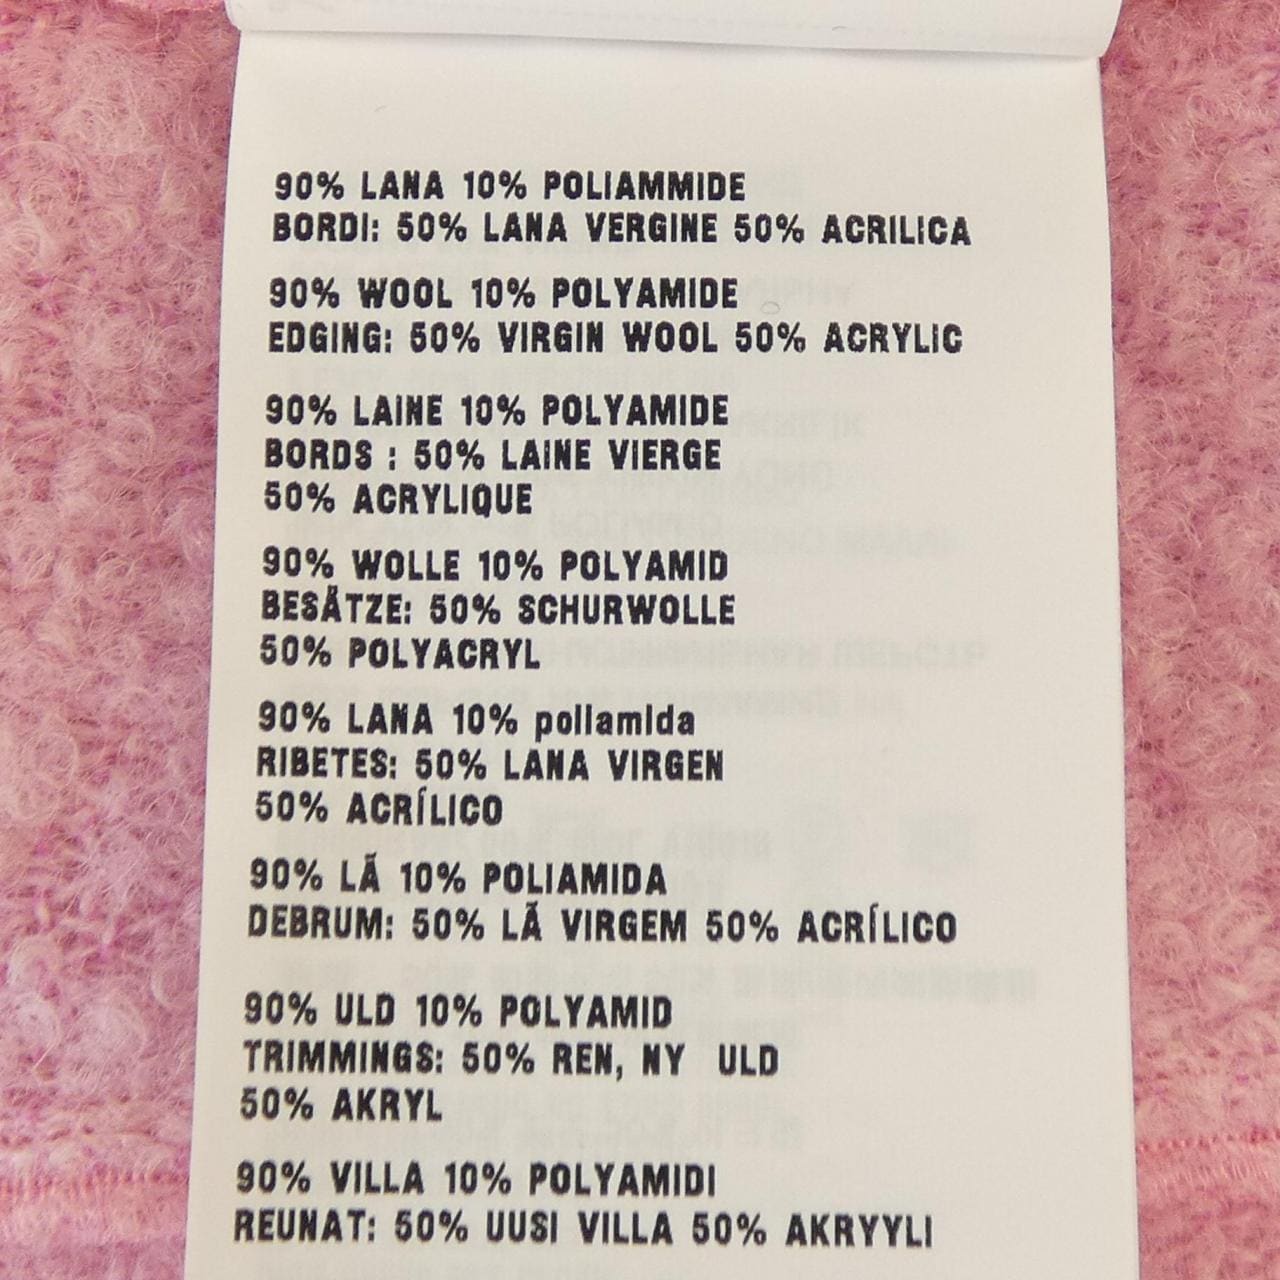 90% LANA 10% POLIAMMIDE
BORDI: 50% LANA VERGINE 50% ACRILICA
90% WOOL 10% POLYAMIDE
EDGING: 50% VIRGIN WOOL 50% ACRYLIC
90% LAINE 10% POLYAMIDE
BORDS : 50% LAINE VIERGE
50% ACRYLIQUE
90% WOLLE 10% POLYAMID
BESÄTZE: 50% SCHURWOLLE
50% POLYACRYL
90% LANA 10% poliamida
RIBETES: 50% LANA VIRGEN
50% ACRÍLICO
90% LÃ 10% POLIAMIDA
DEBRUM: 50% LÃ VIRGEM 50% ACRÍLICO
90% ULD 10% POLYAMID
TRIMMINGS: 50% REN, NY ULD
50% AKRYL
90% VILLA 10% POLYAMIDI
REUNAT: 50% UUSI VILLA 50% AKRYYLI